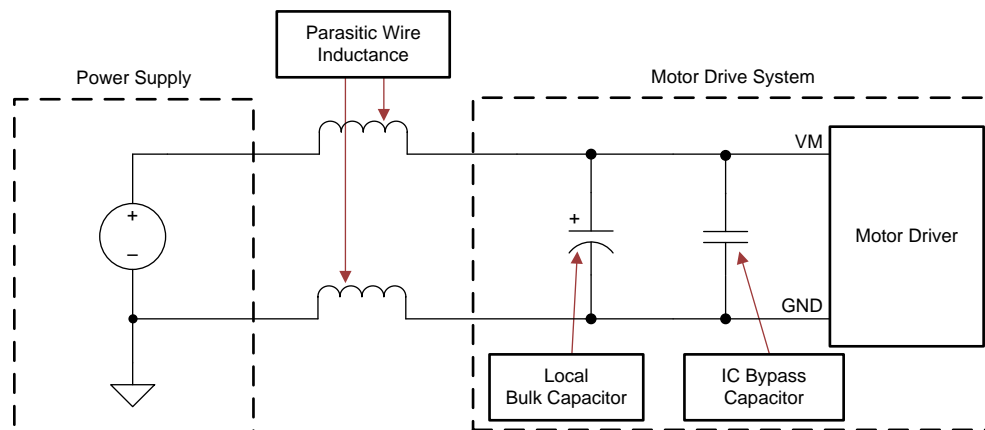 Parasitic Wire
Inductance
Power Supply
Motor Drive System
VM
+
+
–
Motor Driver
GND
Local
Bulk Capacitor
IC Bypass
Capacitor